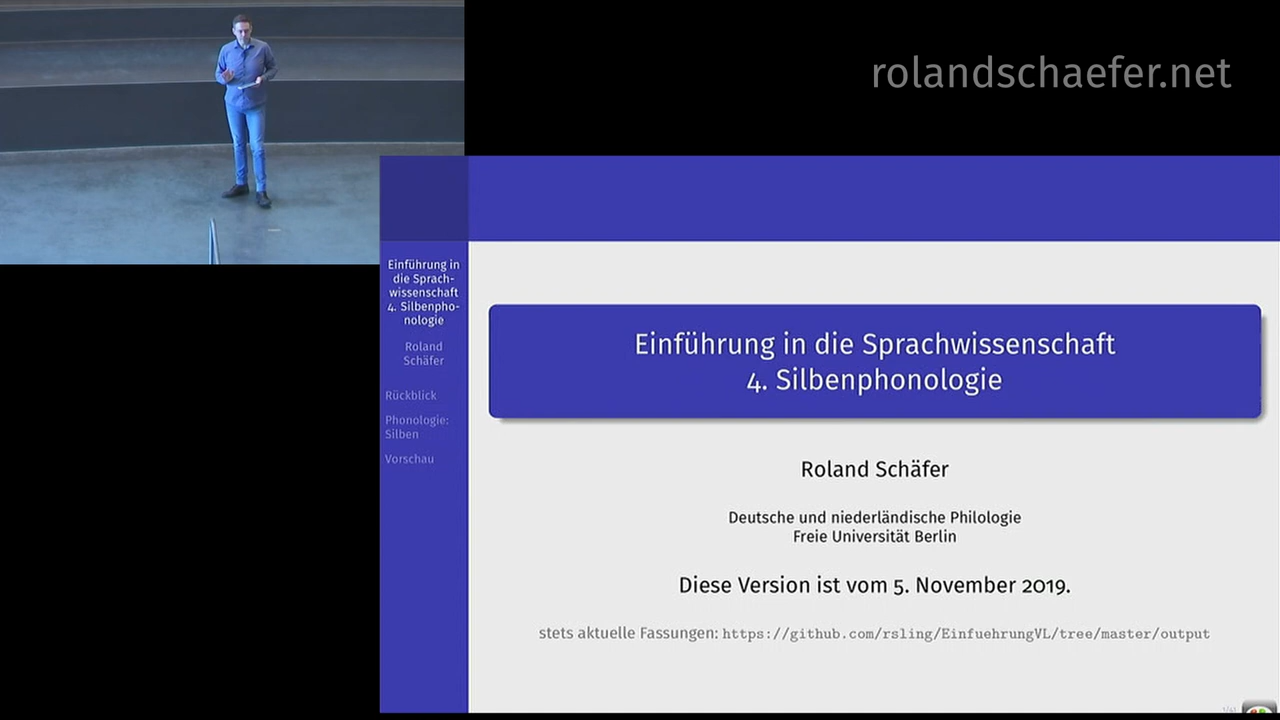 rolandschaefer.net
Einführung in
die Sprach-
wissenschaft
4. Silbenpho-
nologie
Roland
Schäfer
Rückblick
Phonologie:
Silben
Vorschau
Einführung in die Sprachwissenschaft
4. Silbenphonologie
Roland Schäfer
Deutsche und niederländische Philologie
Freie Universität Berlin
Diese Version ist vom 5. November 2019.
stets aktuelle Fassungen: https://github.com/rsling/EinfuehrungVL/tree/master/output